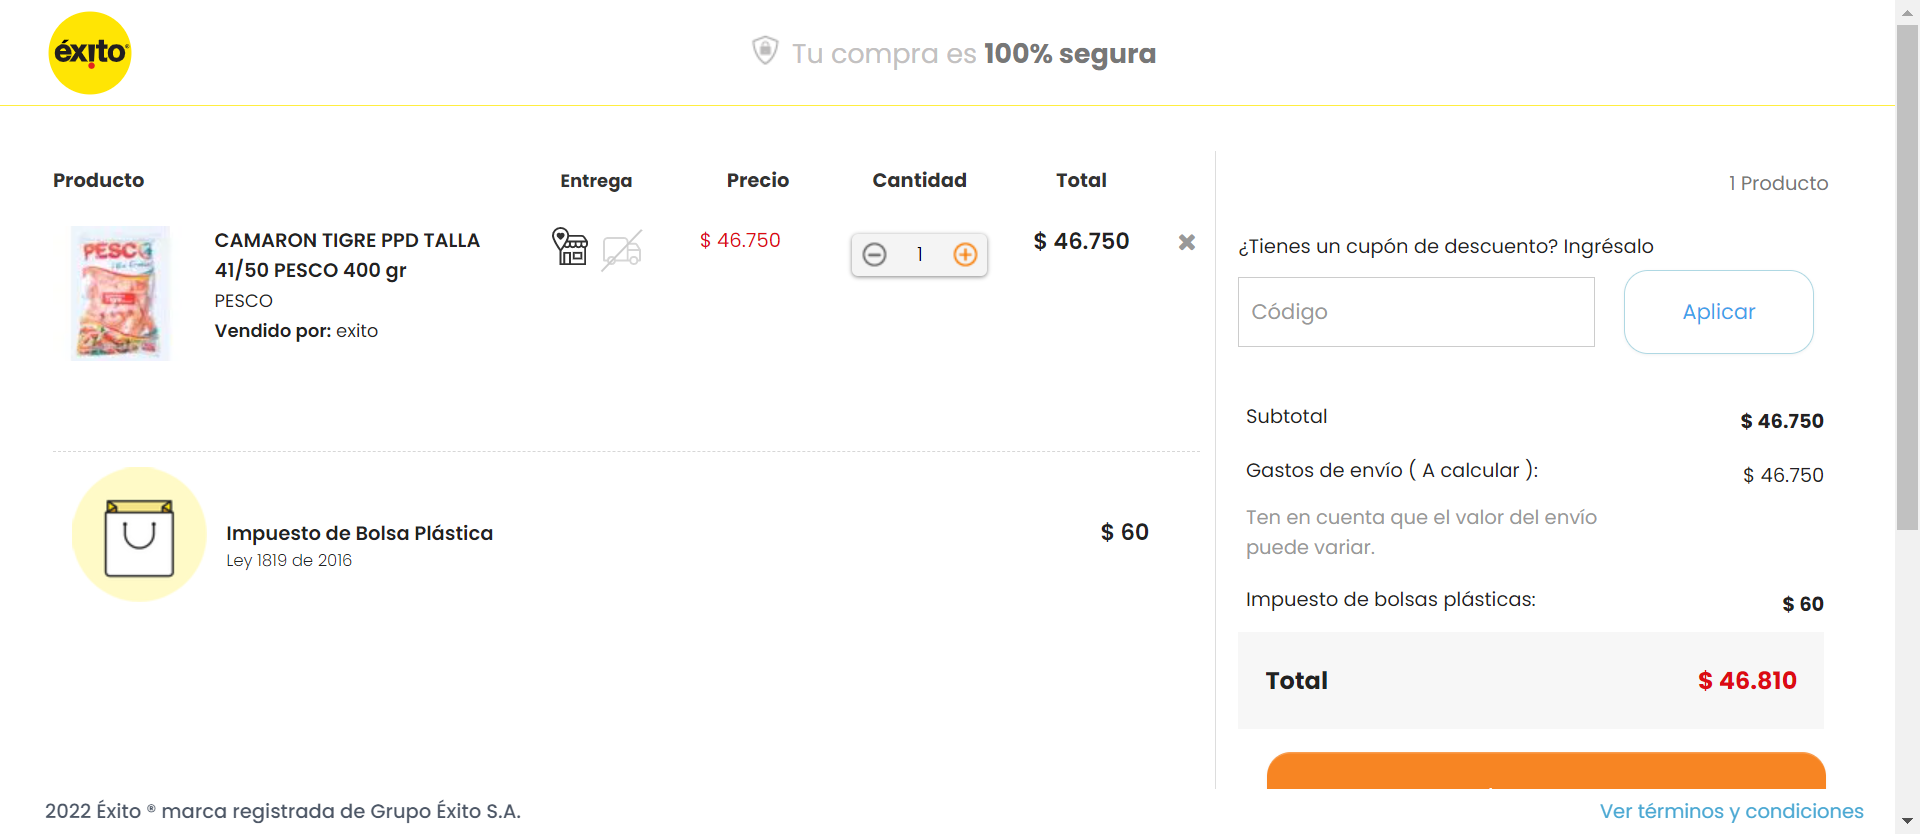 éxito
Tu compra es 100% segura
Producto
Entrega
Precio
Cantidad
Total
PESCO
CAMARON TIGRE PPD TALLA
41/50 PESCO 400 gr
PESCO
Vendido por: exito
$ 46.750
1
$ 46.750
Impuesto de Bolsa Plástica
Ley 1819 de 2016
$ 60
1 Producto
¿Tienes un cupón de descuento? Ingrésalo
Código
Aplicar
Subtotal
$ 46.750
Gastos de envío ( A calcular ):
$ 46.750
Ten en cuenta que el valor del envío
puede variar.
Impuesto de bolsas plásticas:
$ 60
Total
$ 46.810
2022 Éxito ® marca registrada de Grupo Éxito S.A.
Ver términos y condiciones